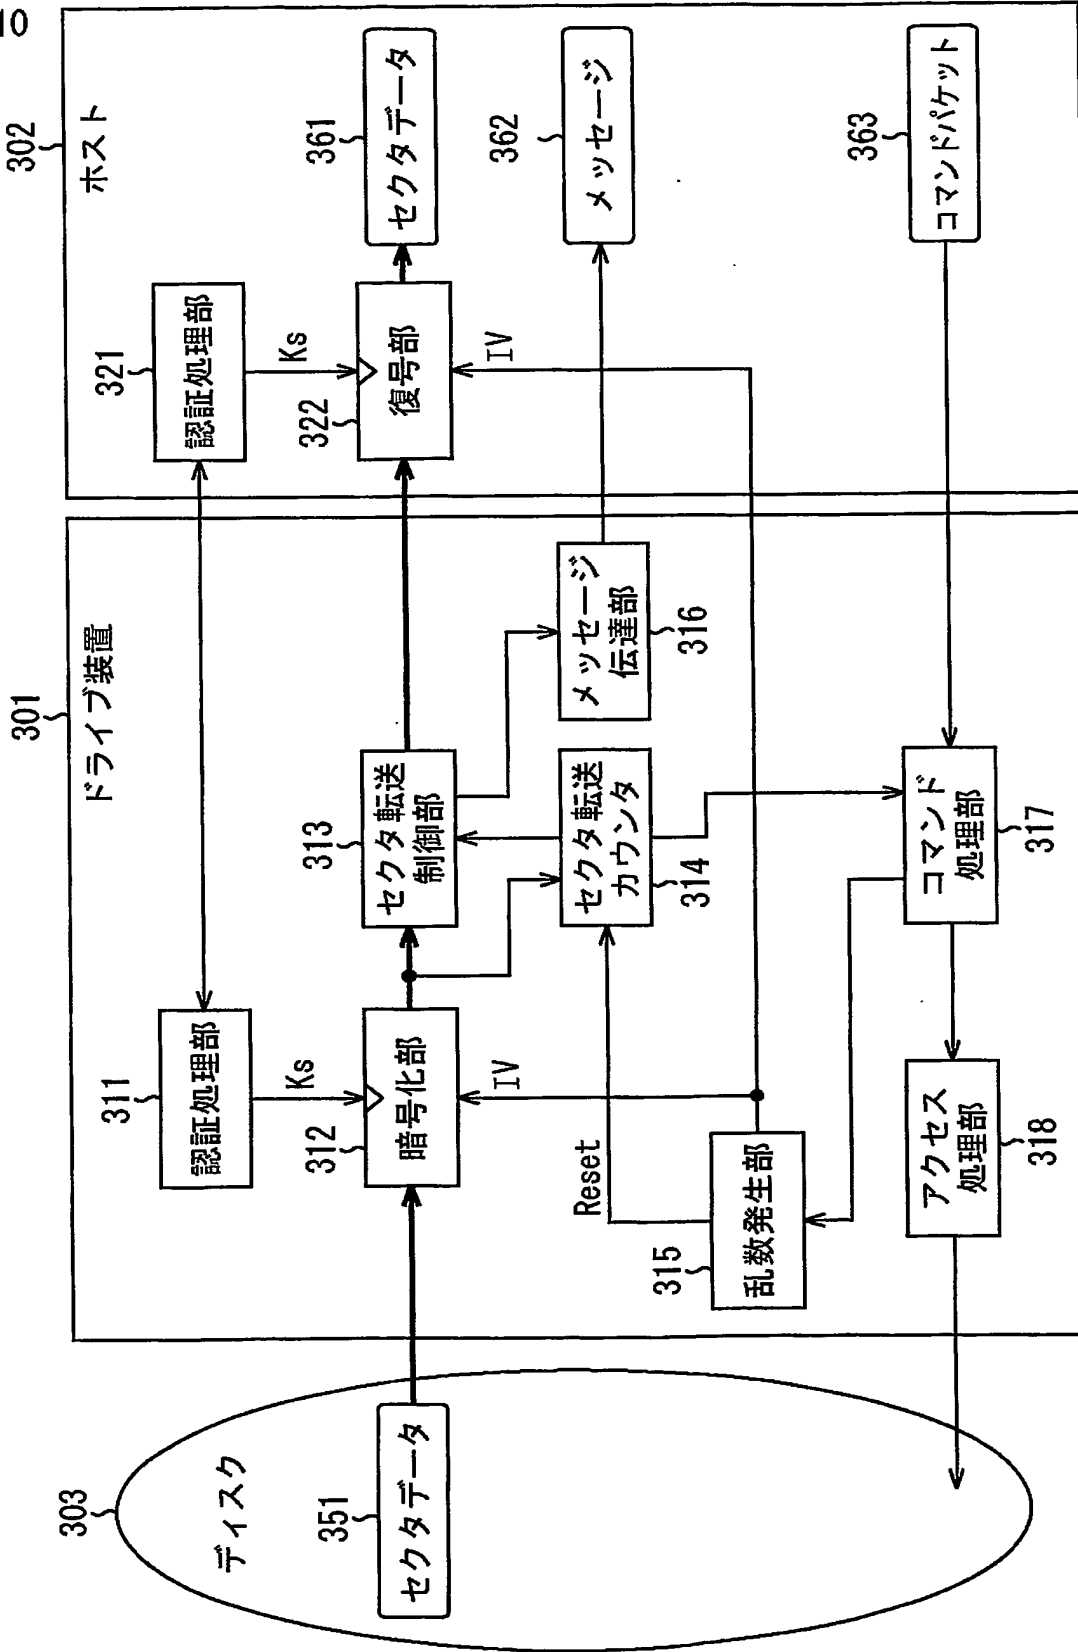 10
303
ディスク
351
セクタデータ
301
ドライブ装置
311
認証処理部
Ks
312
暗号化部
IV
313
セクタ転送
制御部
セクタ転送
カウンタ
314
Reset
315
乱数発生部
メッセージ
伝達部
316
コマンド
処理部
317
アクセス
処理部
318
302
ホスト
321
認証処理部
Ks
322
復号部
IV
361
セクタデータ
362
メッセージ
363
コマンドパケット